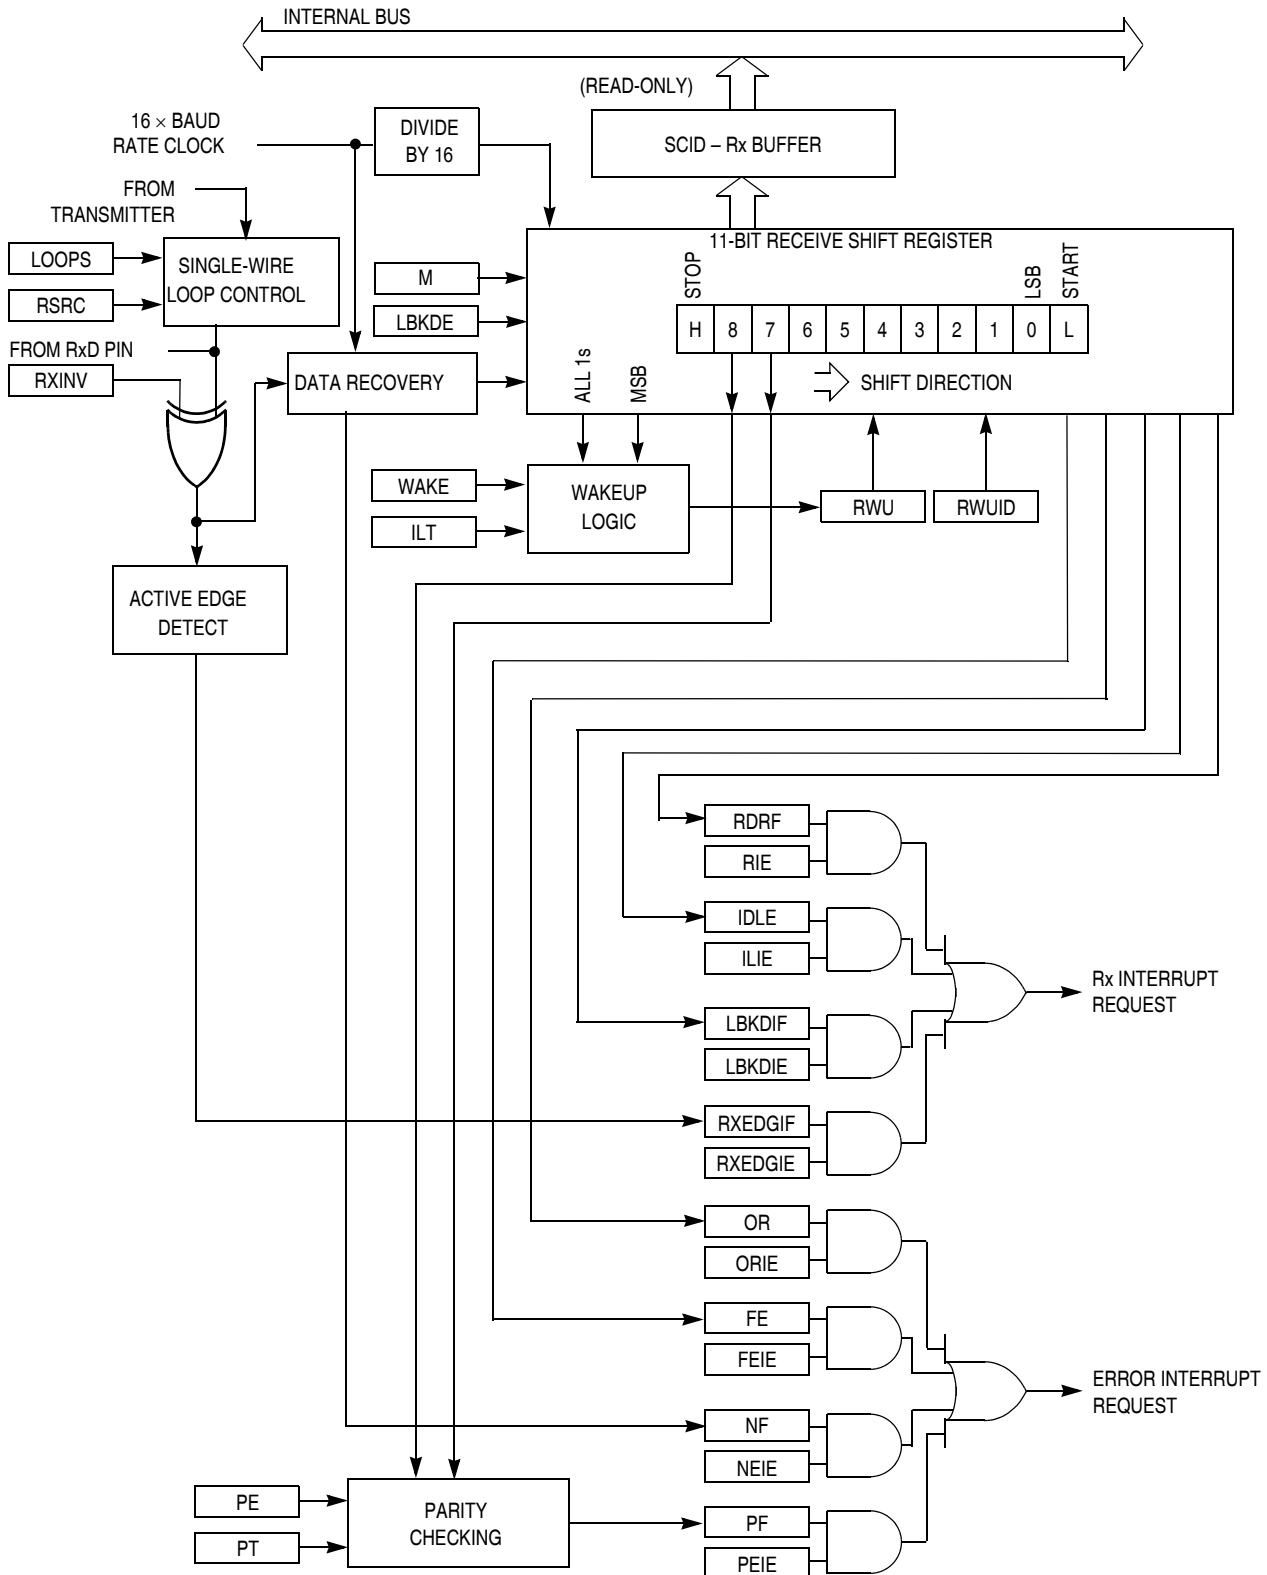 INTERNAL BUS
(READ-ONLY)
16 × BAUD
RATE CLOCK
DIVIDE
BY 16
SCID – Rx BUFFER
FROM
TRANSMITTER
11-BIT RECEIVE SHIFT REGISTER
LOOPS
RSRC
SINGLE-WIRE
LOOP CONTROL
M
LBKDE
STOP
LSB
START
H 8 7 6 5 4 3 2 1 0 L
FROM RxD PIN
RXINV
DATA RECOVERY
ALL 1s
MSB
SHIFT DIRECTION
WAKE
ILT
WAKEUP
LOGIC
RWU
RWUID
ACTIVE EDGE
DETECT
RDRF
RIE
IDLE
ILIE
Rx INTERRUPT
REQUEST
LBKDIF
LBKDIE
RXEDGIF
RXEDGIE
OR
ORIE
FE
FEIE
ERROR INTERRUPT
REQUEST
NF
NEIE
PE
PT
PARITY
CHECKING
PF
PEIE